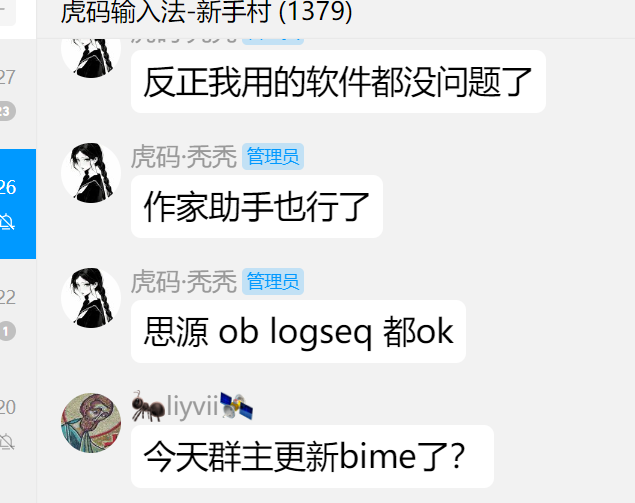 虎码输入法-新手村 (1379)
27
反正我用的软件都没问题了
23
虎码·秃秃 管理员
26
作家助手也行了
虎码·秃秃 管理员
22
思源 ob logseq 都ok
1
🐜liyvii🛰️
20
今天群主更新bime了？